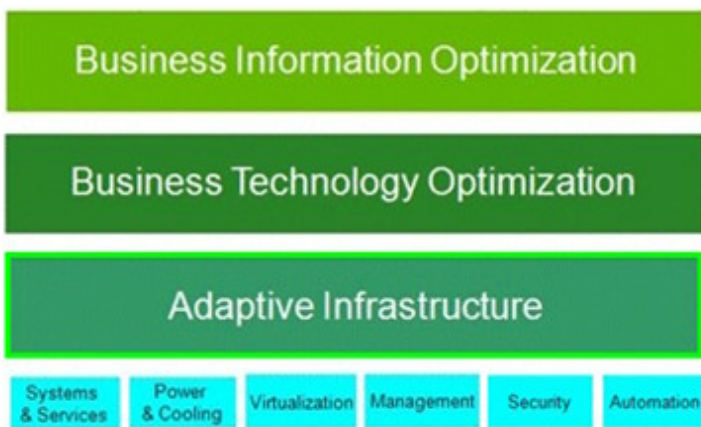 Business Information Optimization
Business Technology Optimization
Adaptive Infrastructure
Systems
& Services
Power
& Cooling
Virtualization
Management
Security
Automation